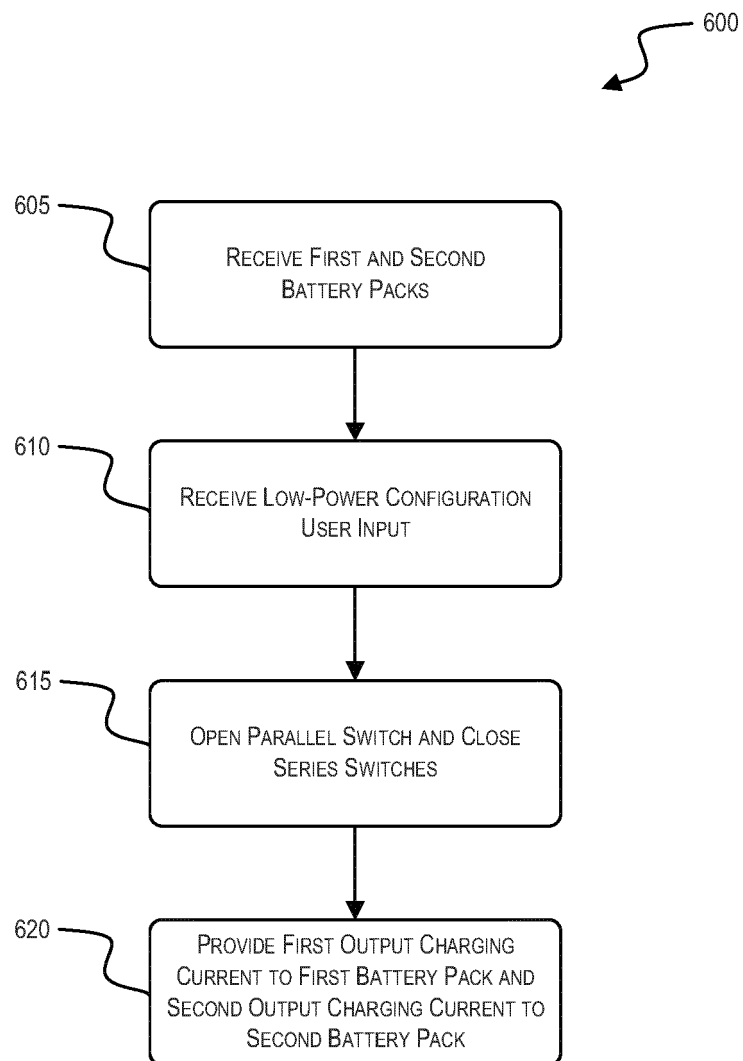 600
605
RECEIVE FIRST AND SECOND
BATTERY PACKS
610
RECEIVE LOW-POWER CONFIGURATION
USER INPUT
615
OPEN PARALLEL SWITCH AND CLOSE
SERIES SWITCHES
620
PROVIDE FIRST OUTPUT CHARGING
CURRENT TO FIRST BATTERY PACK AND
SECOND OUTPUT CHARGING CURRENT TO
SECOND BATTERY PACK